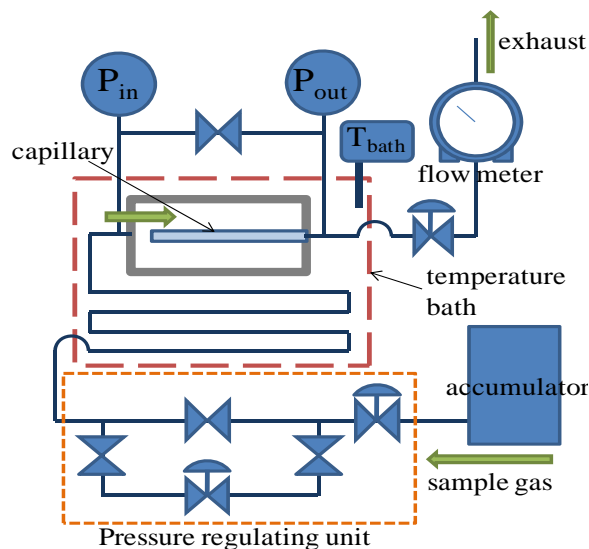 exhaust
P_in
P_out
T_bath
capillary
flow meter
temperature
bath
accumulator
sample gas
Pressure regulating unit